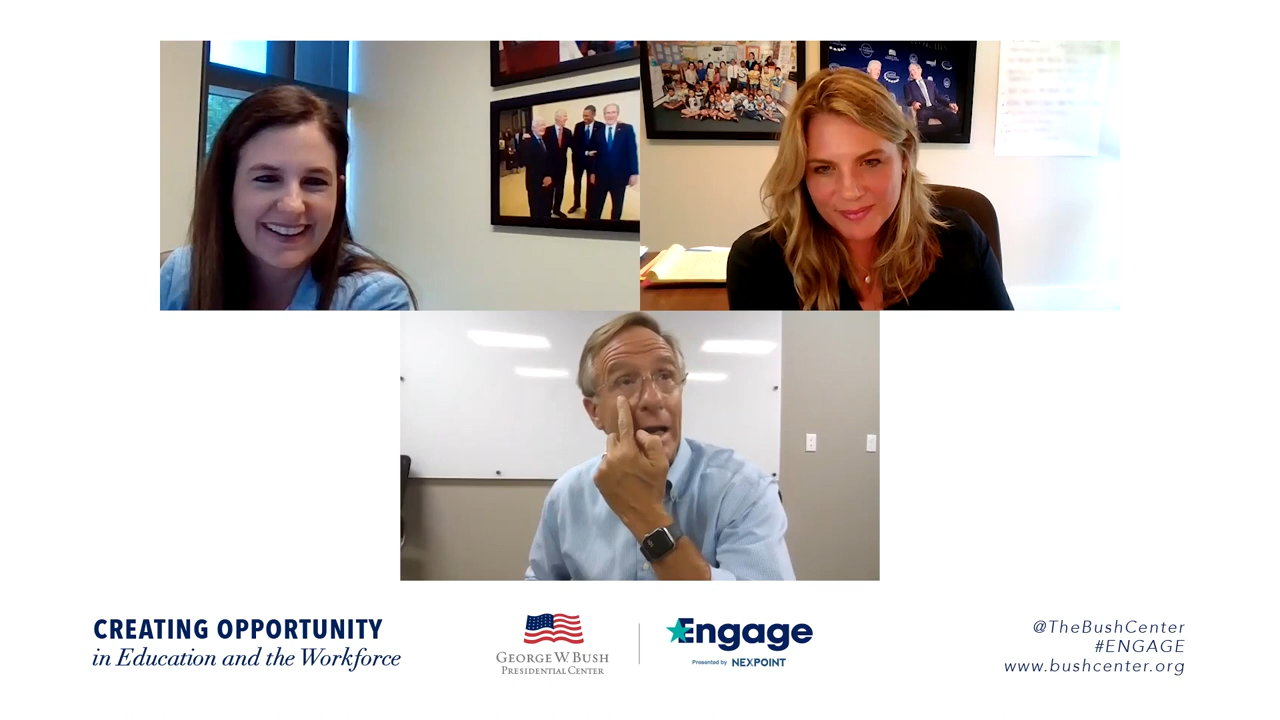 CREATING OPPORTUNITY
in Education and the Workforce
GEORGE W. BUSH
PRESIDENTIAL CENTER
Engage
Presented by NEXPOINT
@TheBushCenter
#ENGAGE
www.bushcenter.org